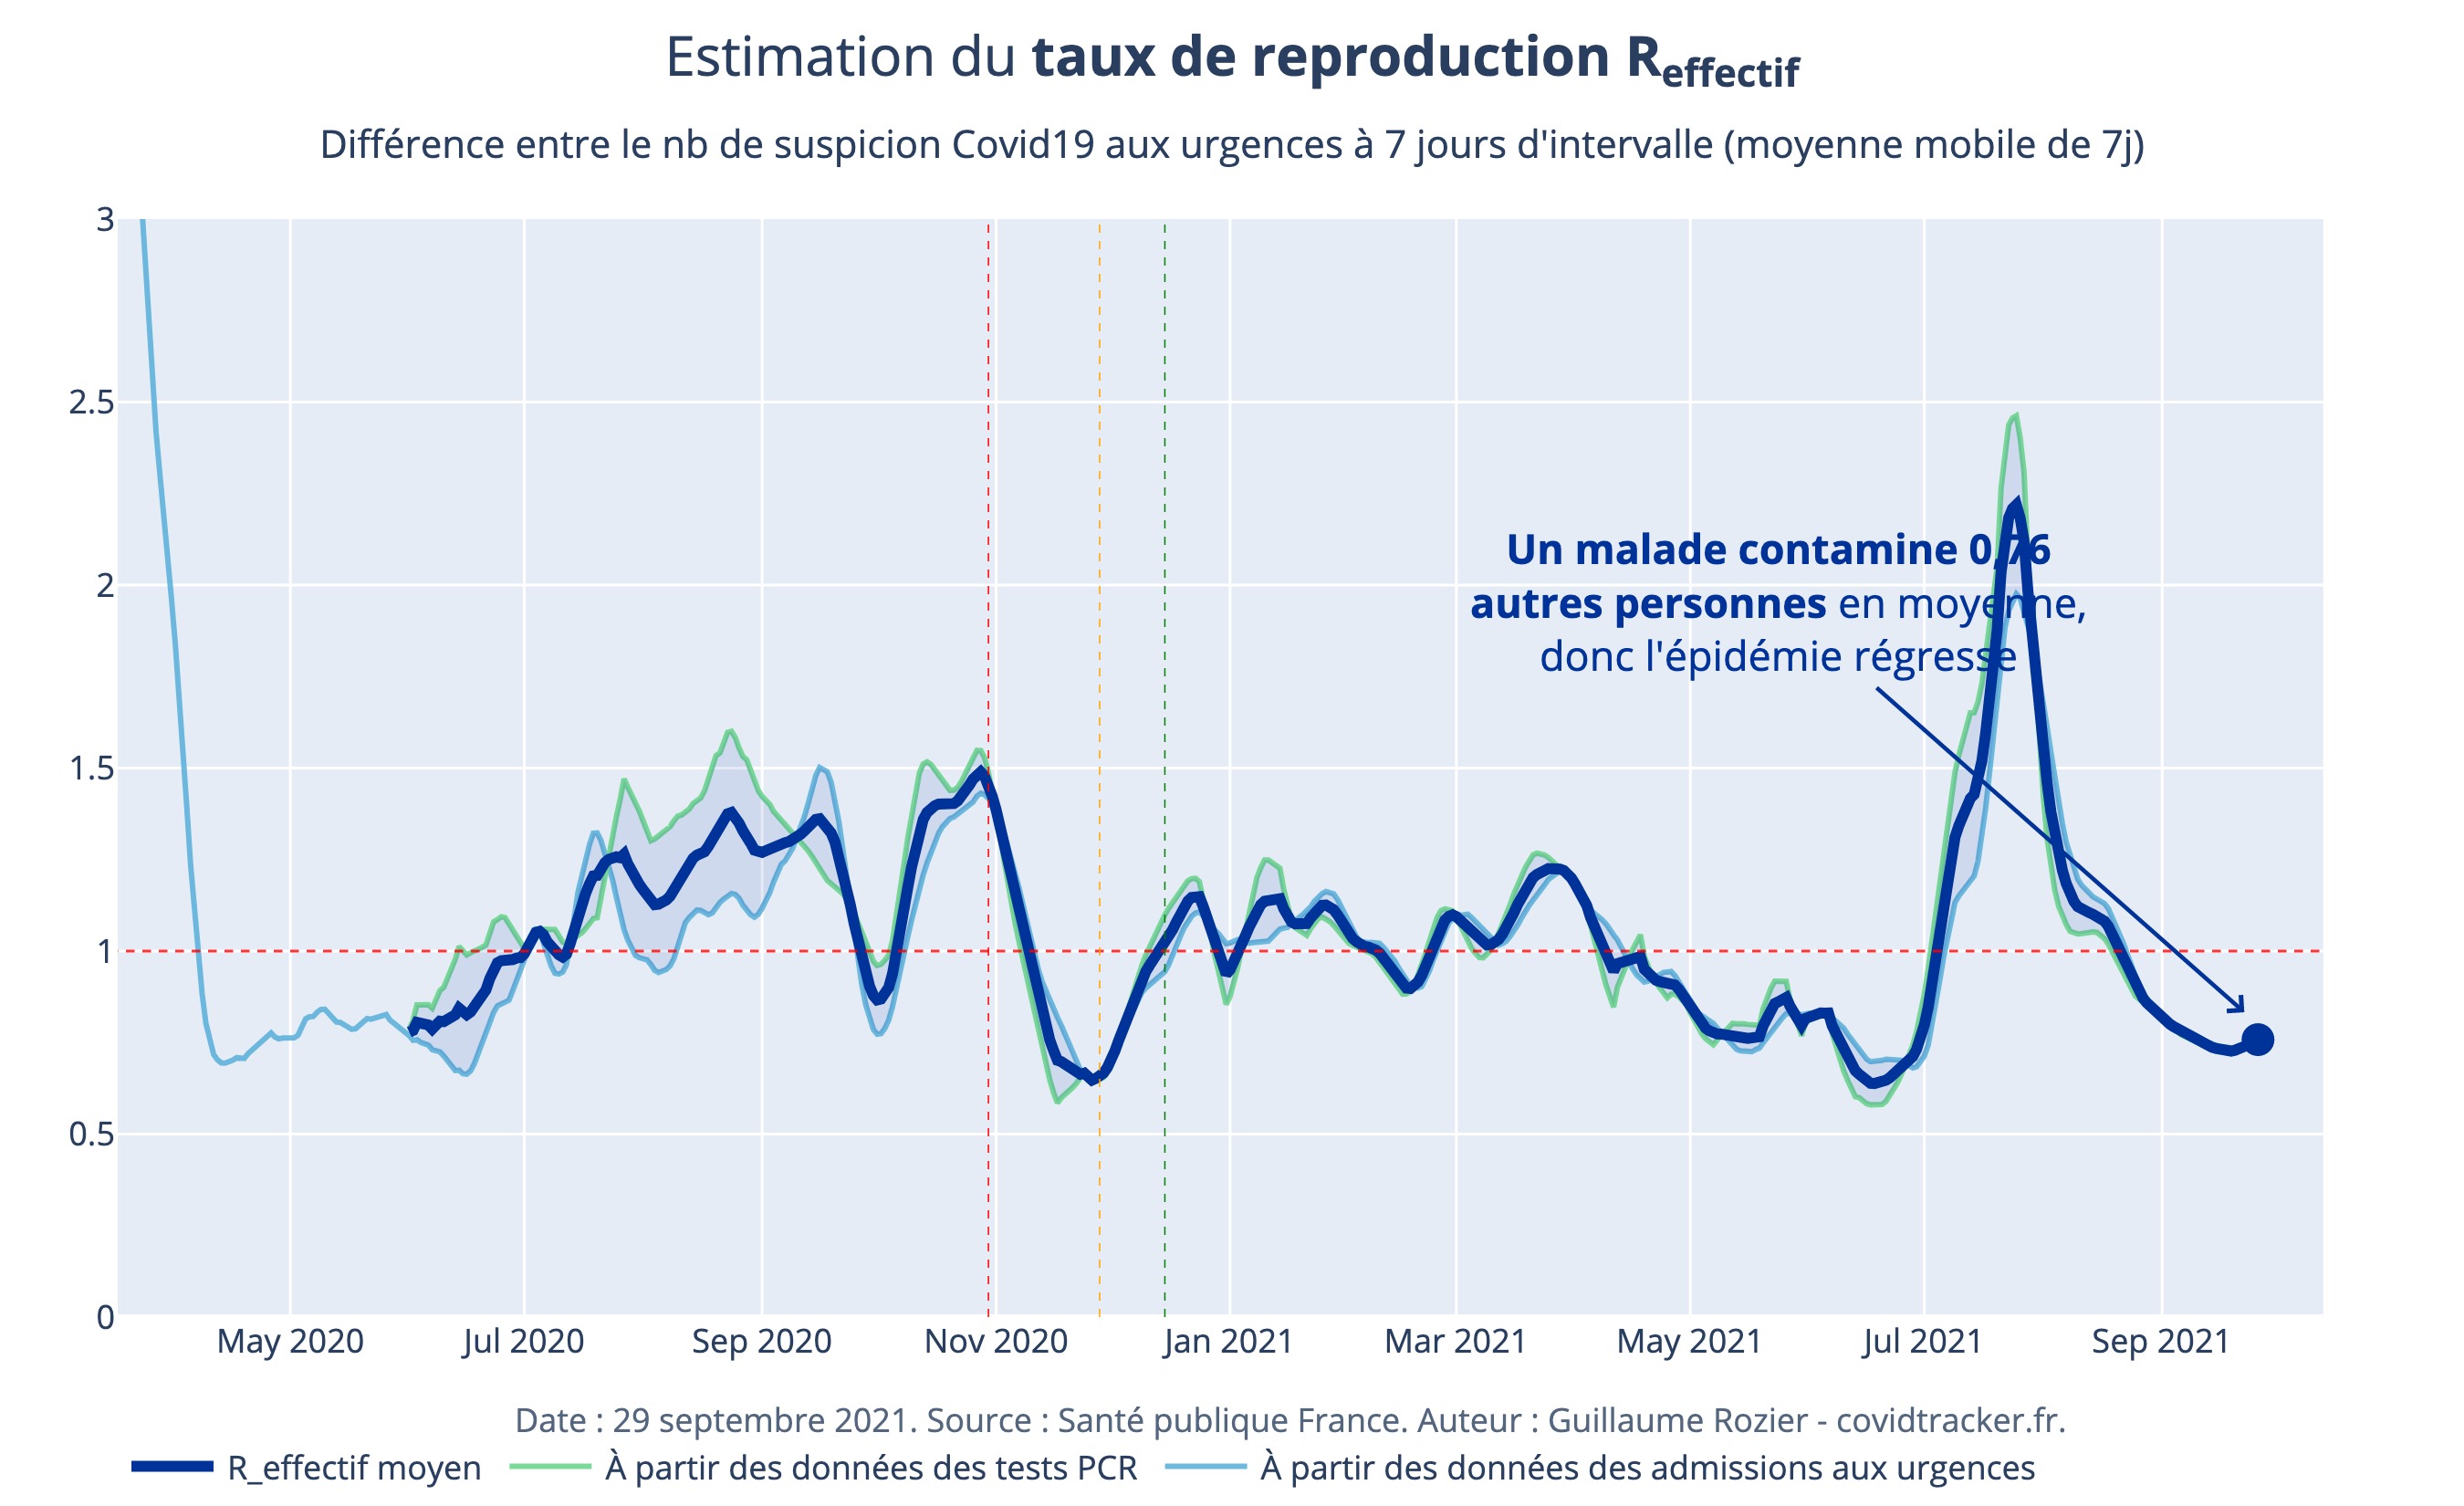 Estimation du taux de reproduction Reffectif
Différence entre le nb de suspicion Covid19 aux urgences à 7 jours d'intervalle (moyenne mobile de 7j)
3
2.5
2
1.5
1
0.5
0
Un malade contamine 0,76
autres personnes en moyenne,
donc l'épidémie régresse
May 2020 Jul 2020 Sep 2020 Nov 2020 Jan 2021 Mar 2021 May 2021 Jul 2021 Sep 2021
Date : 29 septembre 2021. Source : Santé publique France. Auteur : Guillaume Rozier - covidtracker.fr.
R_effectif moyen À partir des données des tests PCR À partir des données des admissions aux urgences